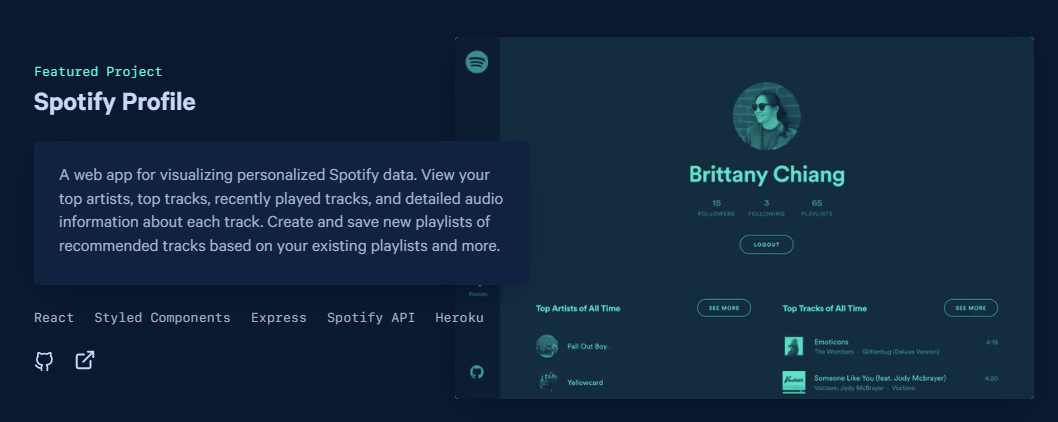 Featured Project
Spotify Profile
A web app for visualizing personalized Spotify data. View your
top artists, top tracks, recently played tracks, and detailed audio
information about each track. Create and save new playlists of
recommended tracks based on your existing playlists and more.
React Styled Components Express Spotify API Heroku
Brittany Chiang
15 3 65
FOLLOWERS FOLLOWING PLAYLISTS
LOGOUT
Playlists
Top Artists of All Time SEE MORE
Fall Out Boy
Yellowcard
Top Tracks of All Time SEE MORE
Emoticons 4:19
The Wombats · Glitterbug (Deluxe Version)
Someone Like You (feat. Jody Mcbrayer) 4:20
Voctave, Jody McBrayer · Voctave